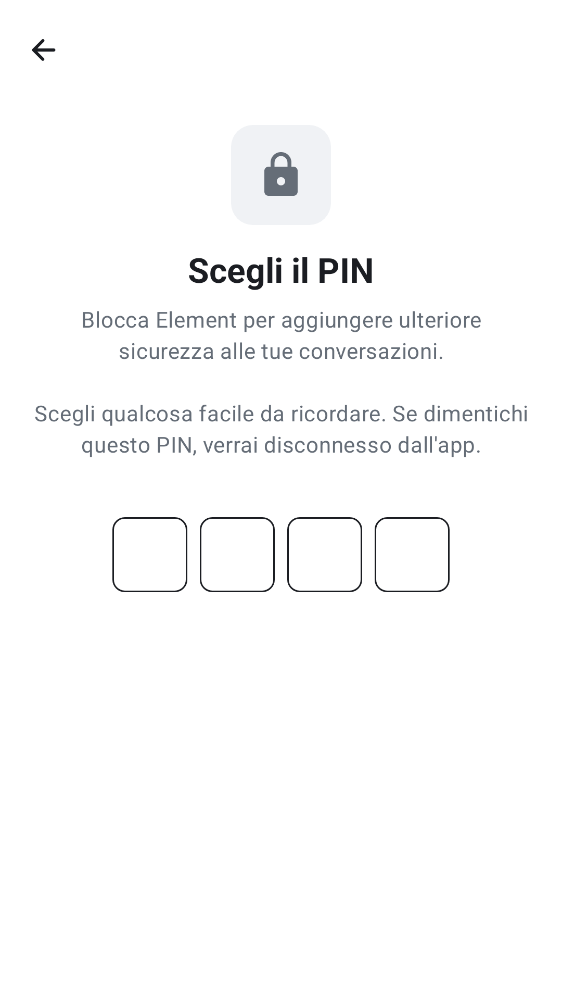 Scegli il PIN
Blocca Element per aggiungere ulteriore
sicurezza alle tue conversazioni.
Scegli qualcosa facile da ricordare. Se dimentichi
questo PIN, verrai disconnesso dall'app.